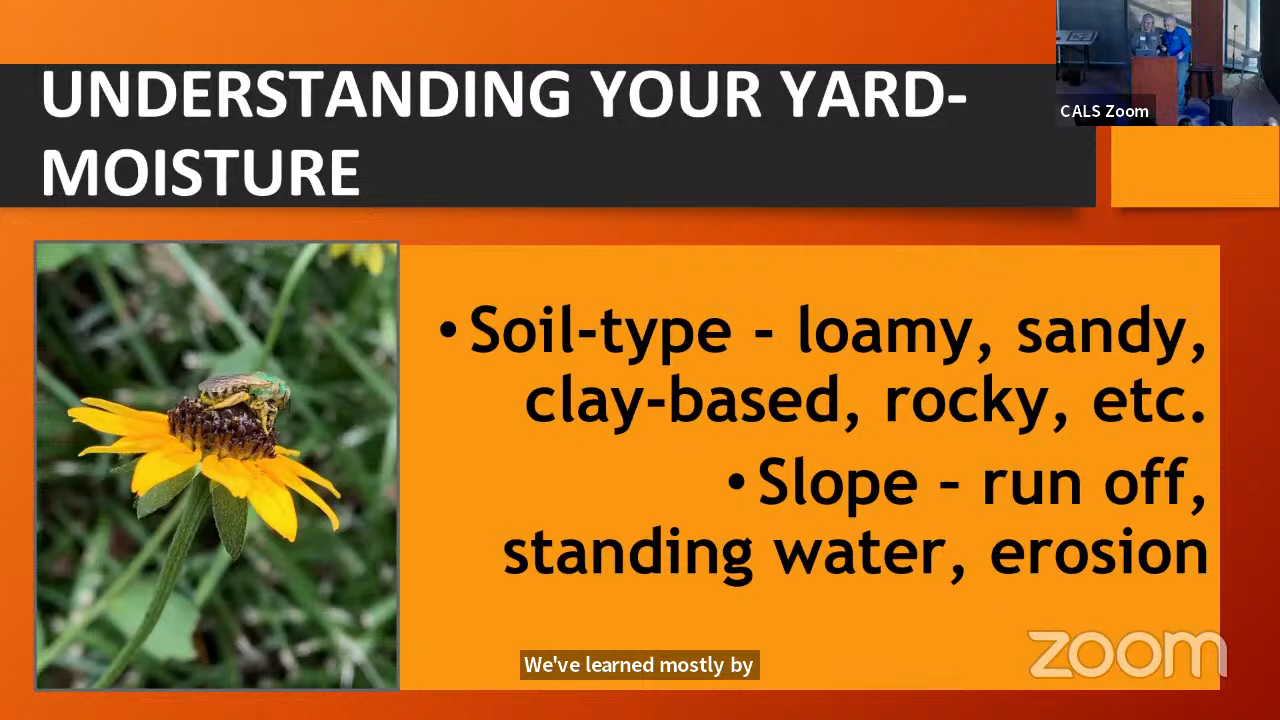 UNDERSTANDING YOUR YARD-
MOISTURE
CALS Zoom
•Soil-type - loamy, sandy,
clay-based, rocky, etc.
•Slope – run off,
standing water, erosion
We've learned mostly by
zoom